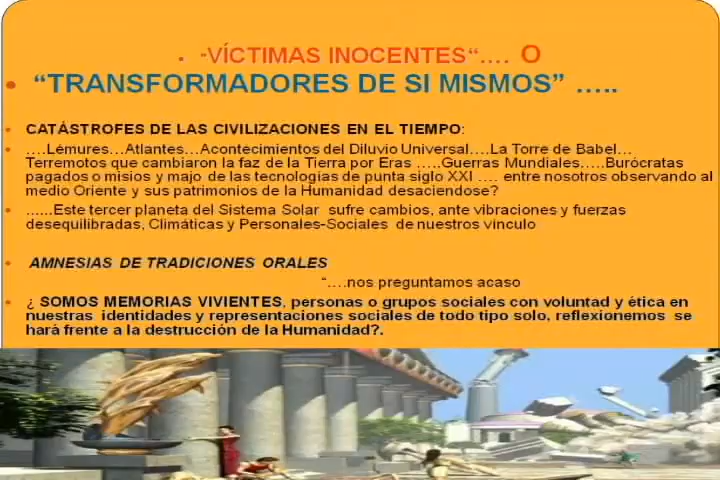 "VÍCTIMAS INOCENTES“…. O
“TRANSFORMADORES DE SI MISMOS” …..
CATÁSTROFES DE LAS CIVILIZACIONES EN EL TIEMPO:
….Lémures…Atlantes…Acontecimientos del Diluvio Universal….La Torre de Babel…
Terremotos que cambiaron la faz de la Tierra por Eras …..Guerras Mundiales…..Burócratas
pagados o misios y majo de las tecnologías de punta siglo XXI …. entre nosotros observando al
medio Oriente y sus patrimonios de la Humanidad desaciendose?
……Este tercer planeta del Sistema Solar sufre cambios, ante vibraciones y fuerzas
desequilibradas, Climáticas y Personales-Sociales de nuestros vínculo
AMNESIAS DE TRADICIONES ORALES
“….nos preguntamos acaso
¿ SOMOS MEMORIAS VIVIENTES, personas o grupos sociales con voluntad y ética en
nuestras identidades y representaciones sociales de todo tipo solo, reflexionemos se
hará frente a la destrucción de la Humanidad?.